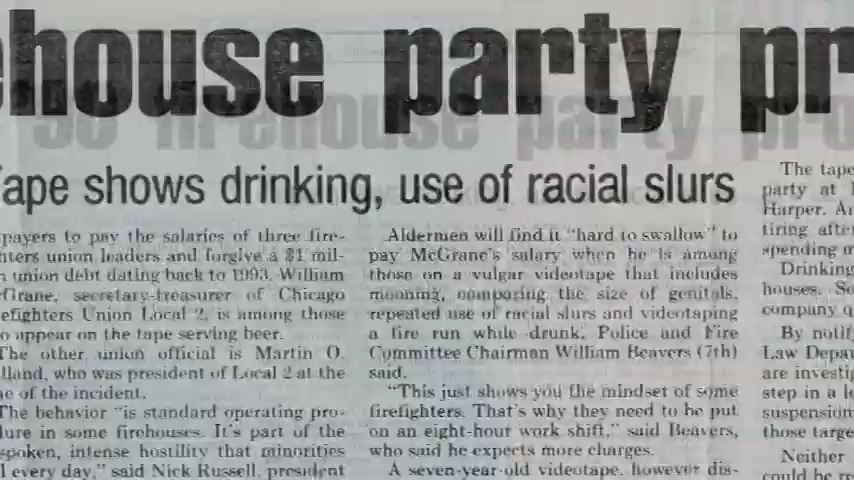 ehouse party pr
ape shows drinking, use of racial slurs
payers to pay the salaries of three fire-
hters union leaders and forgive a $1 mil-
n union debt dating back to 1993. William
Grane, secretary-treasurer of Chicago
efighters Union Local 2, is among those
o appear on the tape serving beer.
The other union official is Martin O.
lland, who was president of Local 2 at the
e of the incident.
The behavior "is standard operating pro-
dure in some firehouses. It's part of the
spoken, intense hostility that minorities
l every day," said Nick Russell, president
Aldermen will find it "hard to swallow" to
pay McGrane's salary when he is among
those on a vulgar videotape that includes
mooning, comparing the size of genitals,
repeated use of racial slurs and videotaping
a fire run while drunk, Police and Fire
Committee Chairman William Beavers (7th)
said.
"This just shows you the mindset of some
firefighters. That's why they need to be put
on an eight-hour work shift," said Beavers,
who said he expects more charges.
A seven-year-old videotape, however dis-
The tape
party at
Harper. An
tiring after
spending m
Drinking
houses. So
company q
By notify
Law Depa
are investig
step in a le
suspension
those targe
Neither
could be re